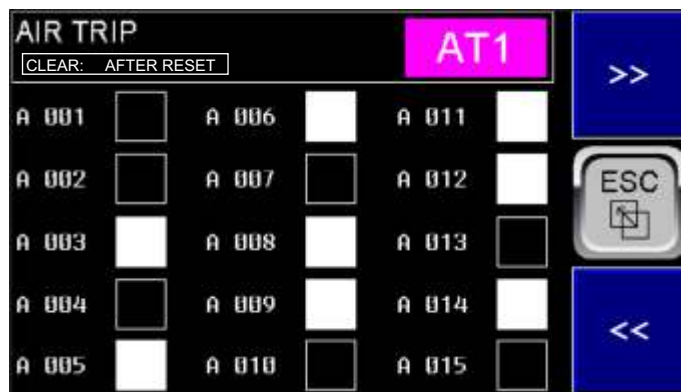 AIR TRIP
AT1
CLEAR: AFTER RESET
>>
A 001 A 006 A 011
A 002 A 007 A 012
ESC
A 003 A 008 A 013
A 004 A 009 A 014
<<
A 005 A 010 A 015